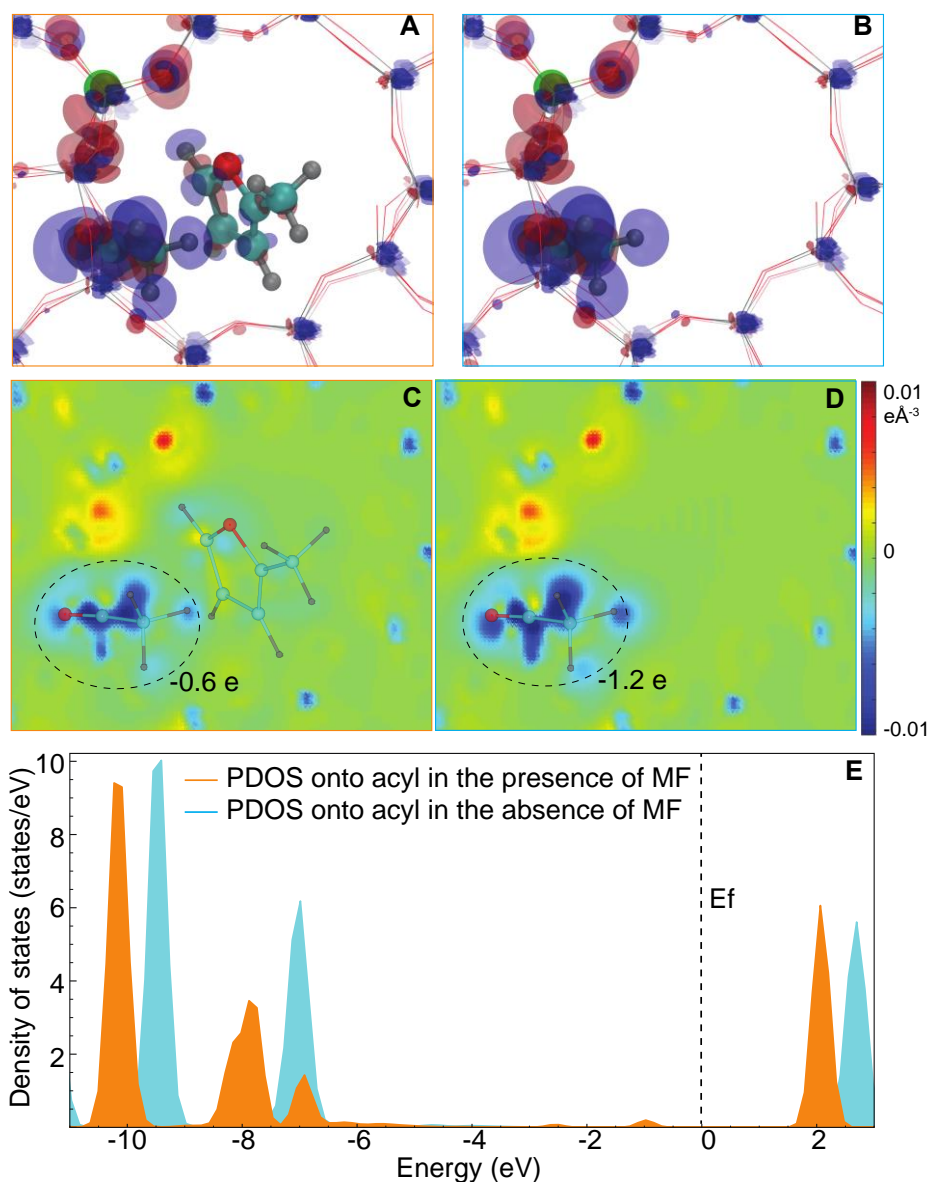 A
B
C
D
0.01
eÅ⁻³
0
-0.01
-0.6 e
-1.2 e
E
PDOS onto acyl in the presence of MF
PDOS onto acyl in the absence of MF
Ef
Density of states (states/eV)
10
8
6
4
2
-10
-8
-6
-4
-2
0
2
Energy (eV)